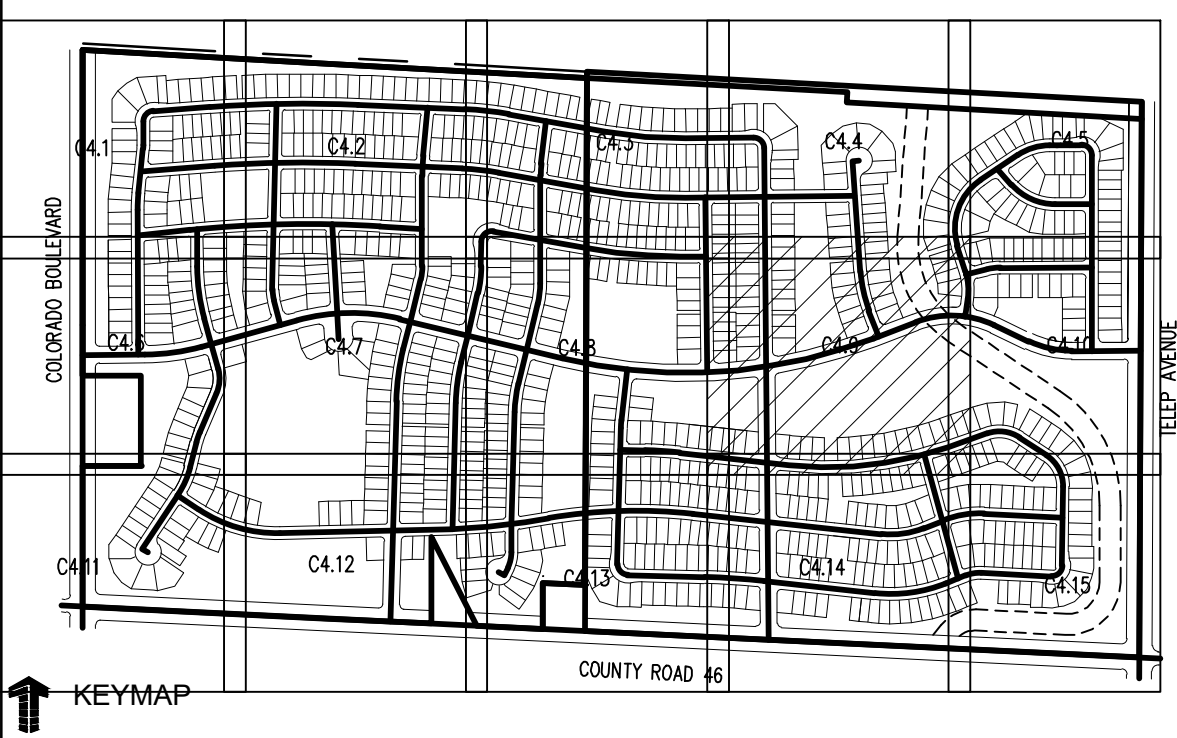 C4.1
C4.2
C4.3
C4.4
C4.5
COLORADO BOULEVARD
C4.6
C4.7
C4.8
C4.9
C4.10
TELEP AVENUE
C4.11
C4.12
C4.13
C4.14
C4.15
COUNTY ROAD 46
KEYMAP